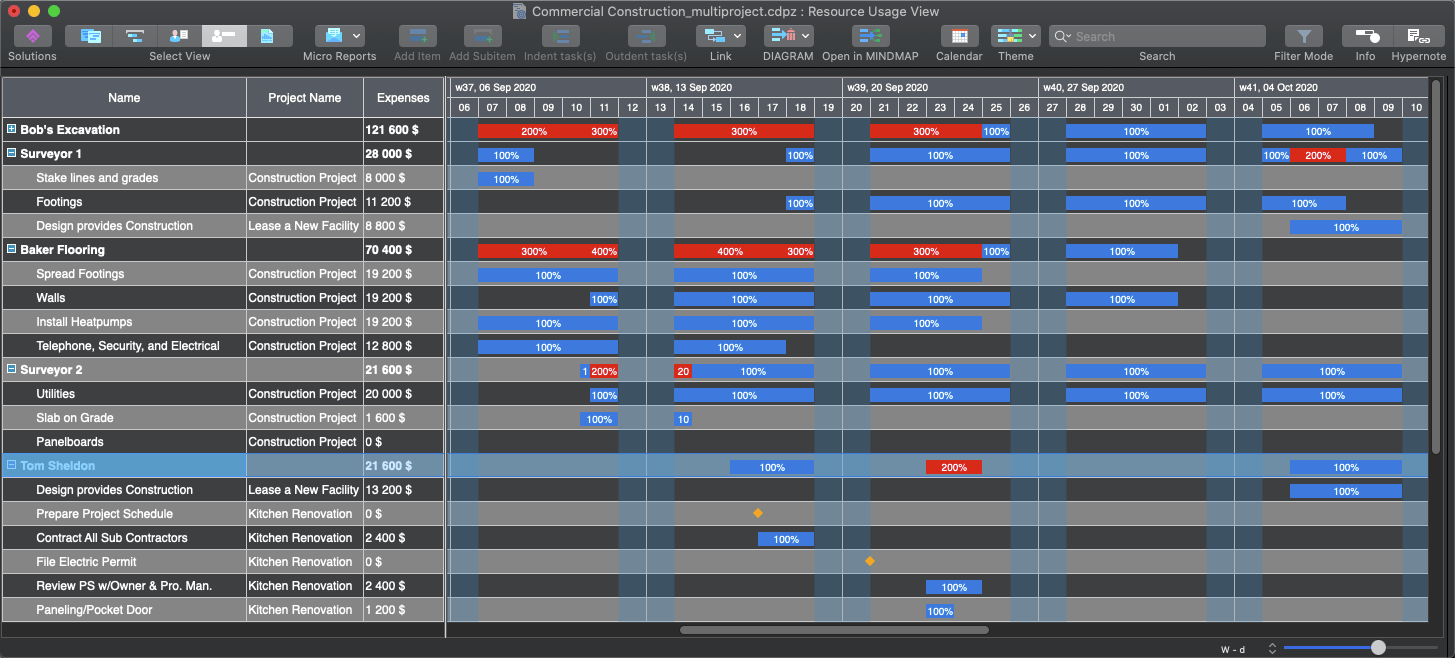 Commercial Construction_multiproject.cdpz : Resource Usage View
Search
Solutions Select View Micro Reports Add Item Add Subitem Indent task(s) Outdent task(s) Link DIAGRAM Open in MINDMAP Calendar Theme Search Filter Mode Info Hypernote
Name Project Name Expenses w37, 06 Sep 2020 w38, 13 Sep 2020 w39, 20 Sep 2020 w40, 27 Sep 2020 w41, 04 Oct 2020
06 07 08 09 10 11 12 13 14 15 16 17 18 19 20 21 22 23 24 25 26 27 28 29 30 01 02 03 04 05 06 07 08 09 10
Bob's Excavation 121 600 $ 200% 300% 300% 300% 100% 100% 100%
Surveyor 1 28 000 $ 100% 100% 100% 100% 100% 200% 100%
Stake lines and grades Construction Project 8 000 $ 100%
Footings Construction Project 11 200 $ 100% 100% 100% 100%
Design provides Construction Lease a New Facility 8 800 $ 100%
Baker Flooring 70 400 $ 300% 400% 400% 300% 300% 100% 100%
Spread Footings Construction Project 19 200 $ 100% 100% 100%
Walls Construction Project 19 200 $ 100% 100% 100% 100%
Install Heatpumps Construction Project 19 200 $ 100% 100% 100%
Telephone, Security, and Electrical Construction Project 12 800 $ 100% 100%
Surveyor 2 21 600 $ 1 200% 20 100% 100% 100% 100%
Utilities Construction Project 20 000 $ 100% 100% 100% 100% 100%
Slab on Grade Construction Project 1 600 $ 100% 10
Panelboards Construction Project 0 $
Tom Sheldon 21 600 $ 100% 200% 100%
Design provides Construction Lease a New Facility 13 200 $ 100%
Prepare Project Schedule Kitchen Renovation 0 $
Contract All Sub Contractors Kitchen Renovation 2 400 $ 100%
File Electric Permit Kitchen Renovation 0 $
Review PS w/Owner & Pro. Man. Kitchen Renovation 2 400 $ 100%
Paneling/Pocket Door Kitchen Renovation 1 200 $ 100%
W - d